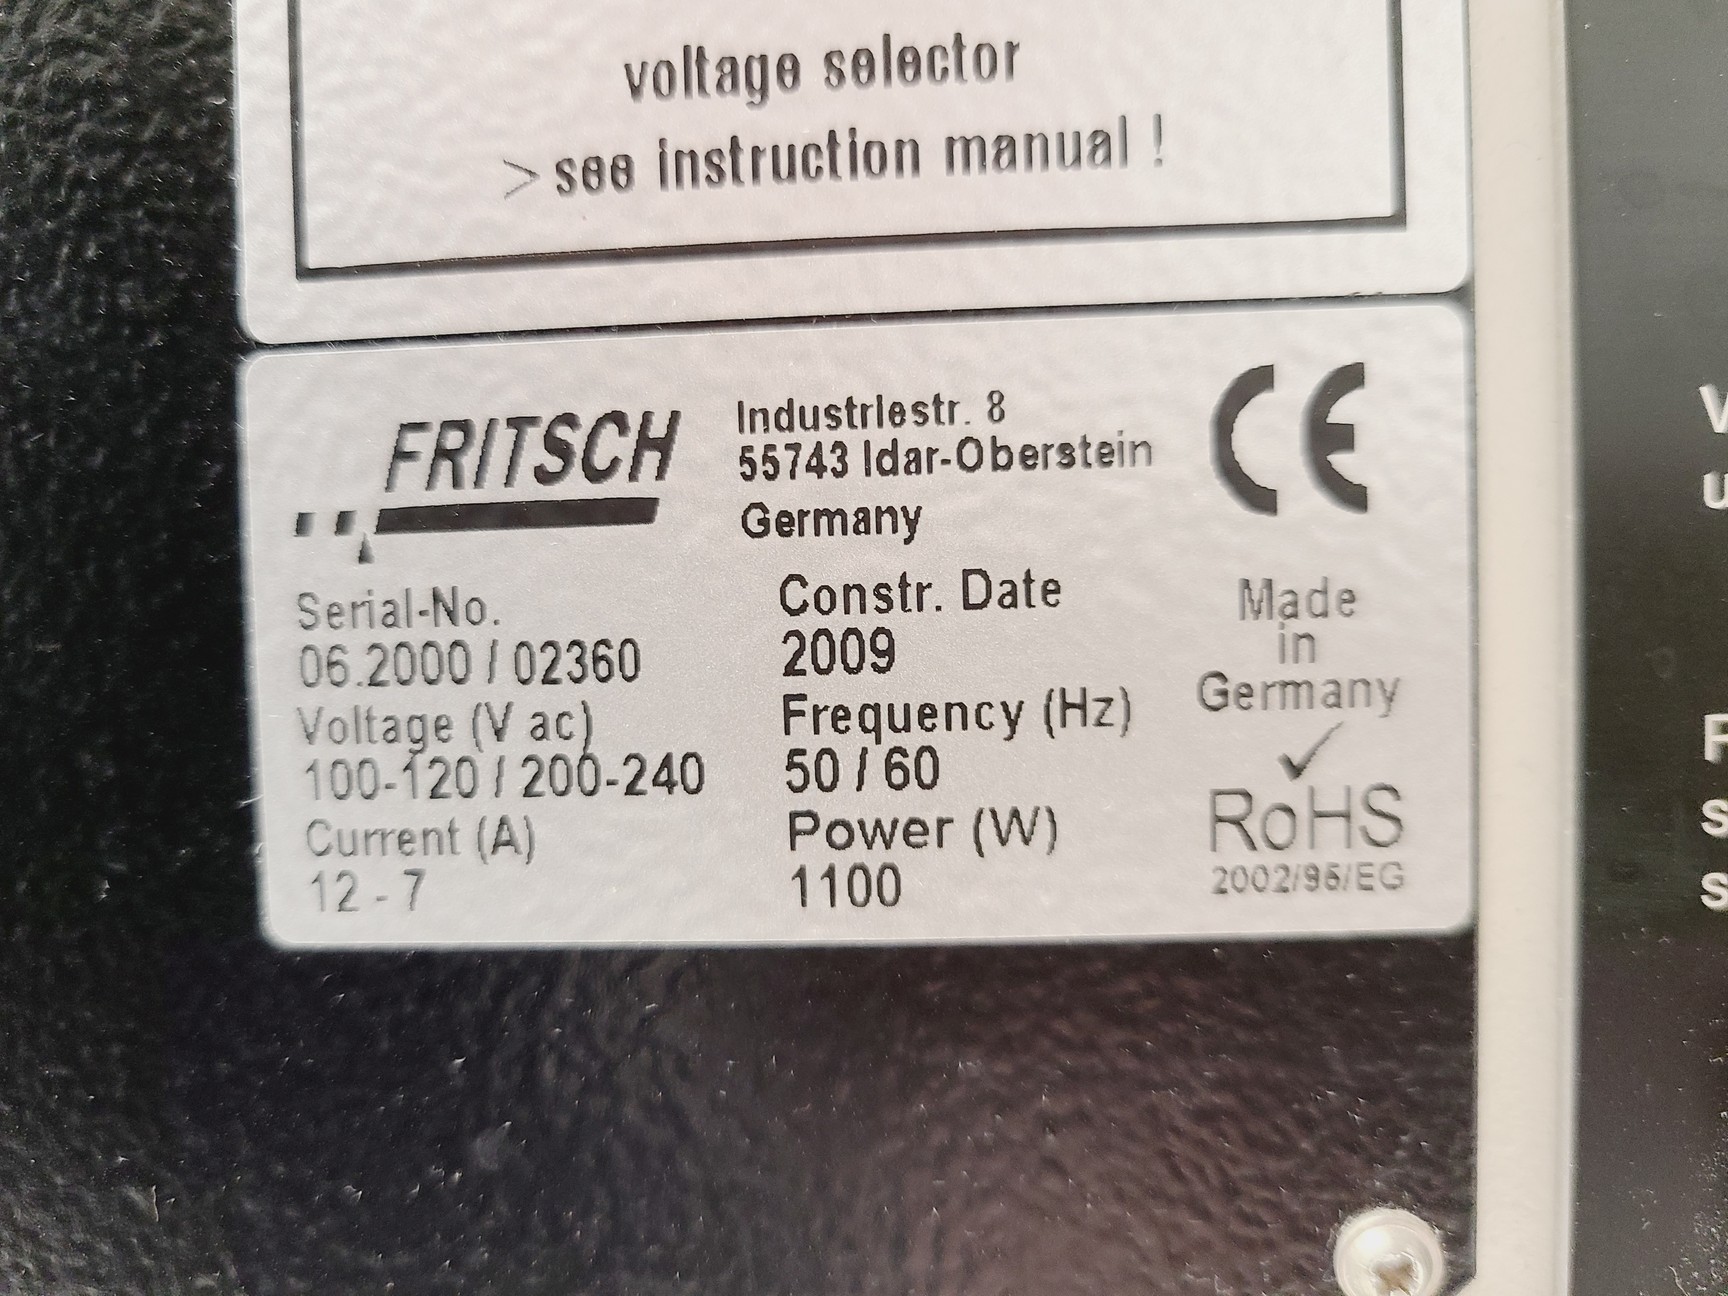 voltage selector
> see instruction manual !
FRITSCH
Industriestr. 8
55743 Idar-Oberstein
Germany
CE
Serial-No.
06.2000 / 02360
Voltage (V ac)
100-120 / 200-240
Current (A)
12 - 7
Constr. Date
2009
Frequency (Hz)
50 / 60
Power (W)
1100
Made
in
Germany
✓
RoHS
2002/95/EG